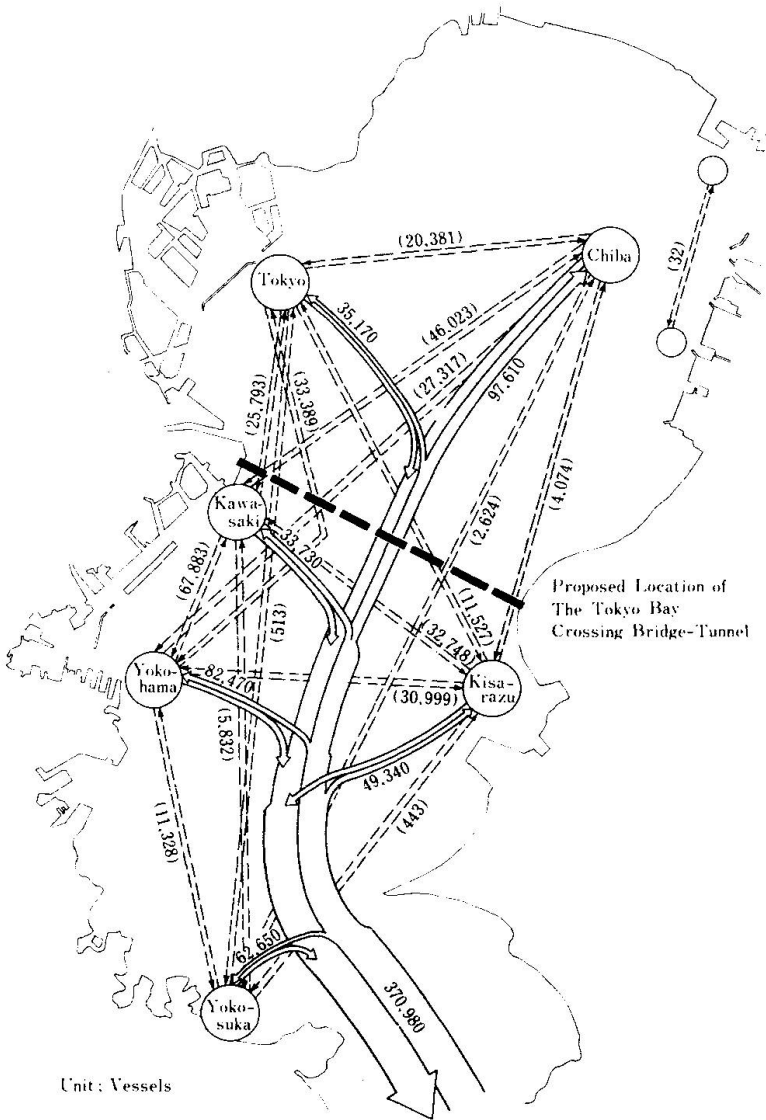 (20,381)
Chiba
Tokyo
(32)
35,170
(46,023)
(27,317)
97,610
(25,793)
(33,389)
(4,074)
(2,624)
Kawa-
saki
33,730
(67,883)
Proposed Location of
The Tokyo Bay
Crossing Bridge-Tunnel
(11,527)
(513)
(32,748)
Yoko-
hama
82,470
Kisa-
razu
(30,999)
(5,832)
49,340
(443)
(11,328)
62,650
370,980
Yoko-
suka
Unit : Vessels